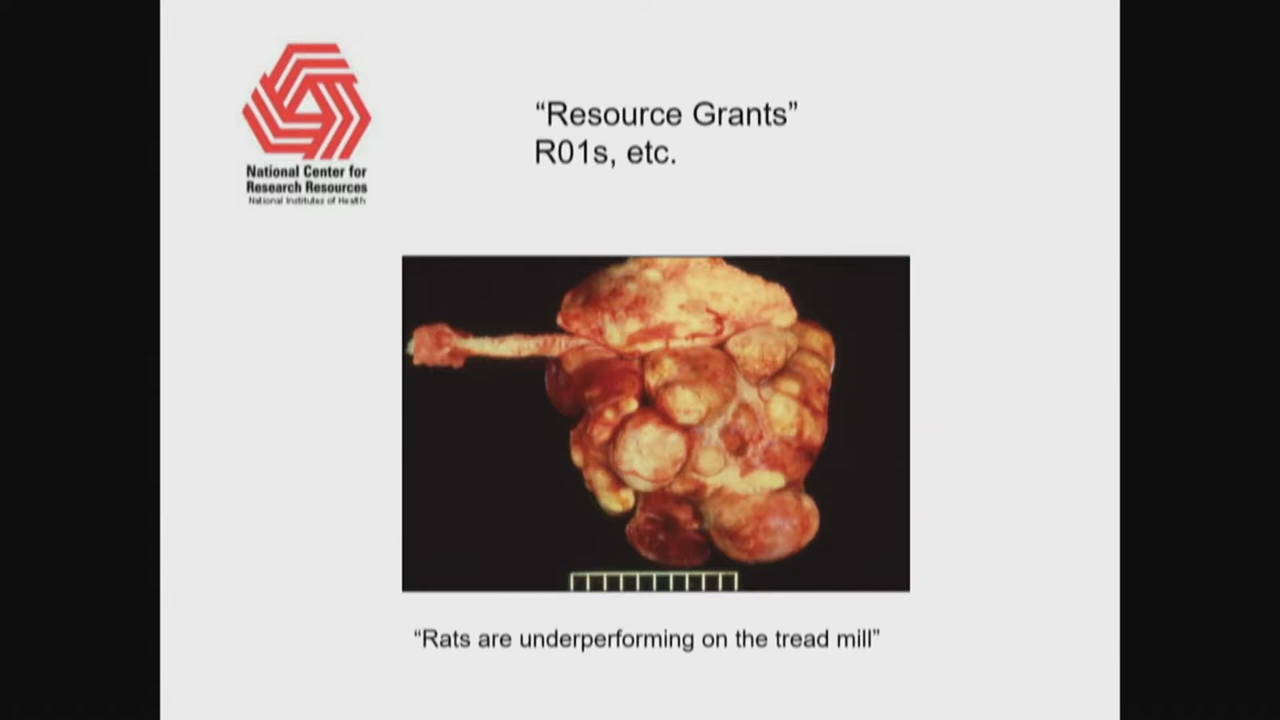 National Center for
Research Resources
National Institutes of Health
“Resource Grants”
R01s, etc.
“Rats are underperforming on the tread mill”